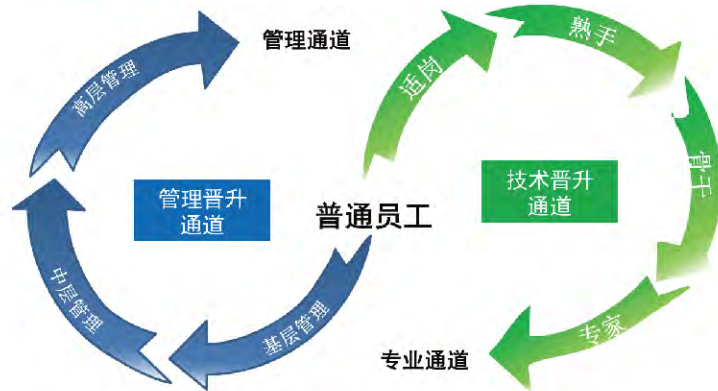 管理通道
高层管理
适岗
熟手
管理晋升
通道
技术晋升
通道
骨干
普通员工
中层管理
基层管理
专家
专业通道